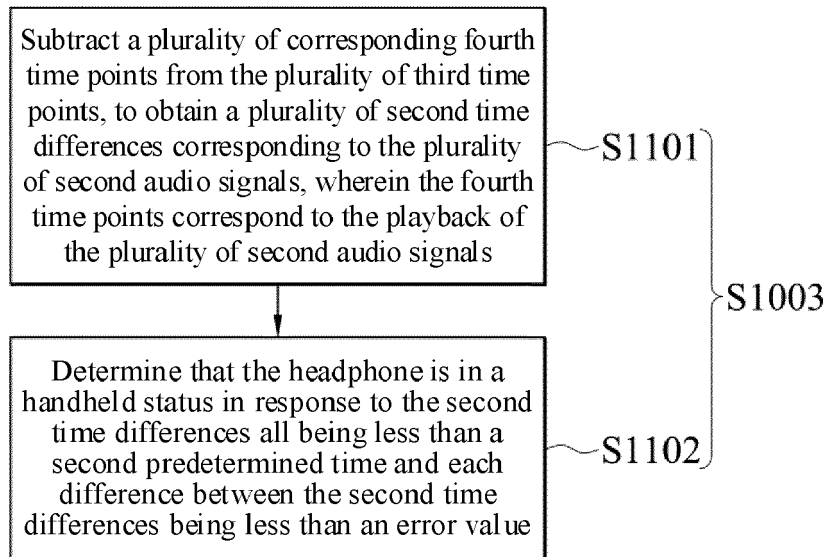 Subtract a plurality of corresponding fourth
time points from the plurality of third time
points, to obtain a plurality of second time
differences corresponding to the plurality
of second audio signals, wherein the fourth
time points correspond to the playback of
the plurality of second audio signals
S1101
S1003
Determine that the headphone is in a
handheld status in response to the second
time differences all being less than a
second predetermined time and each
difference between the second time
differences being less than an error value
S1102